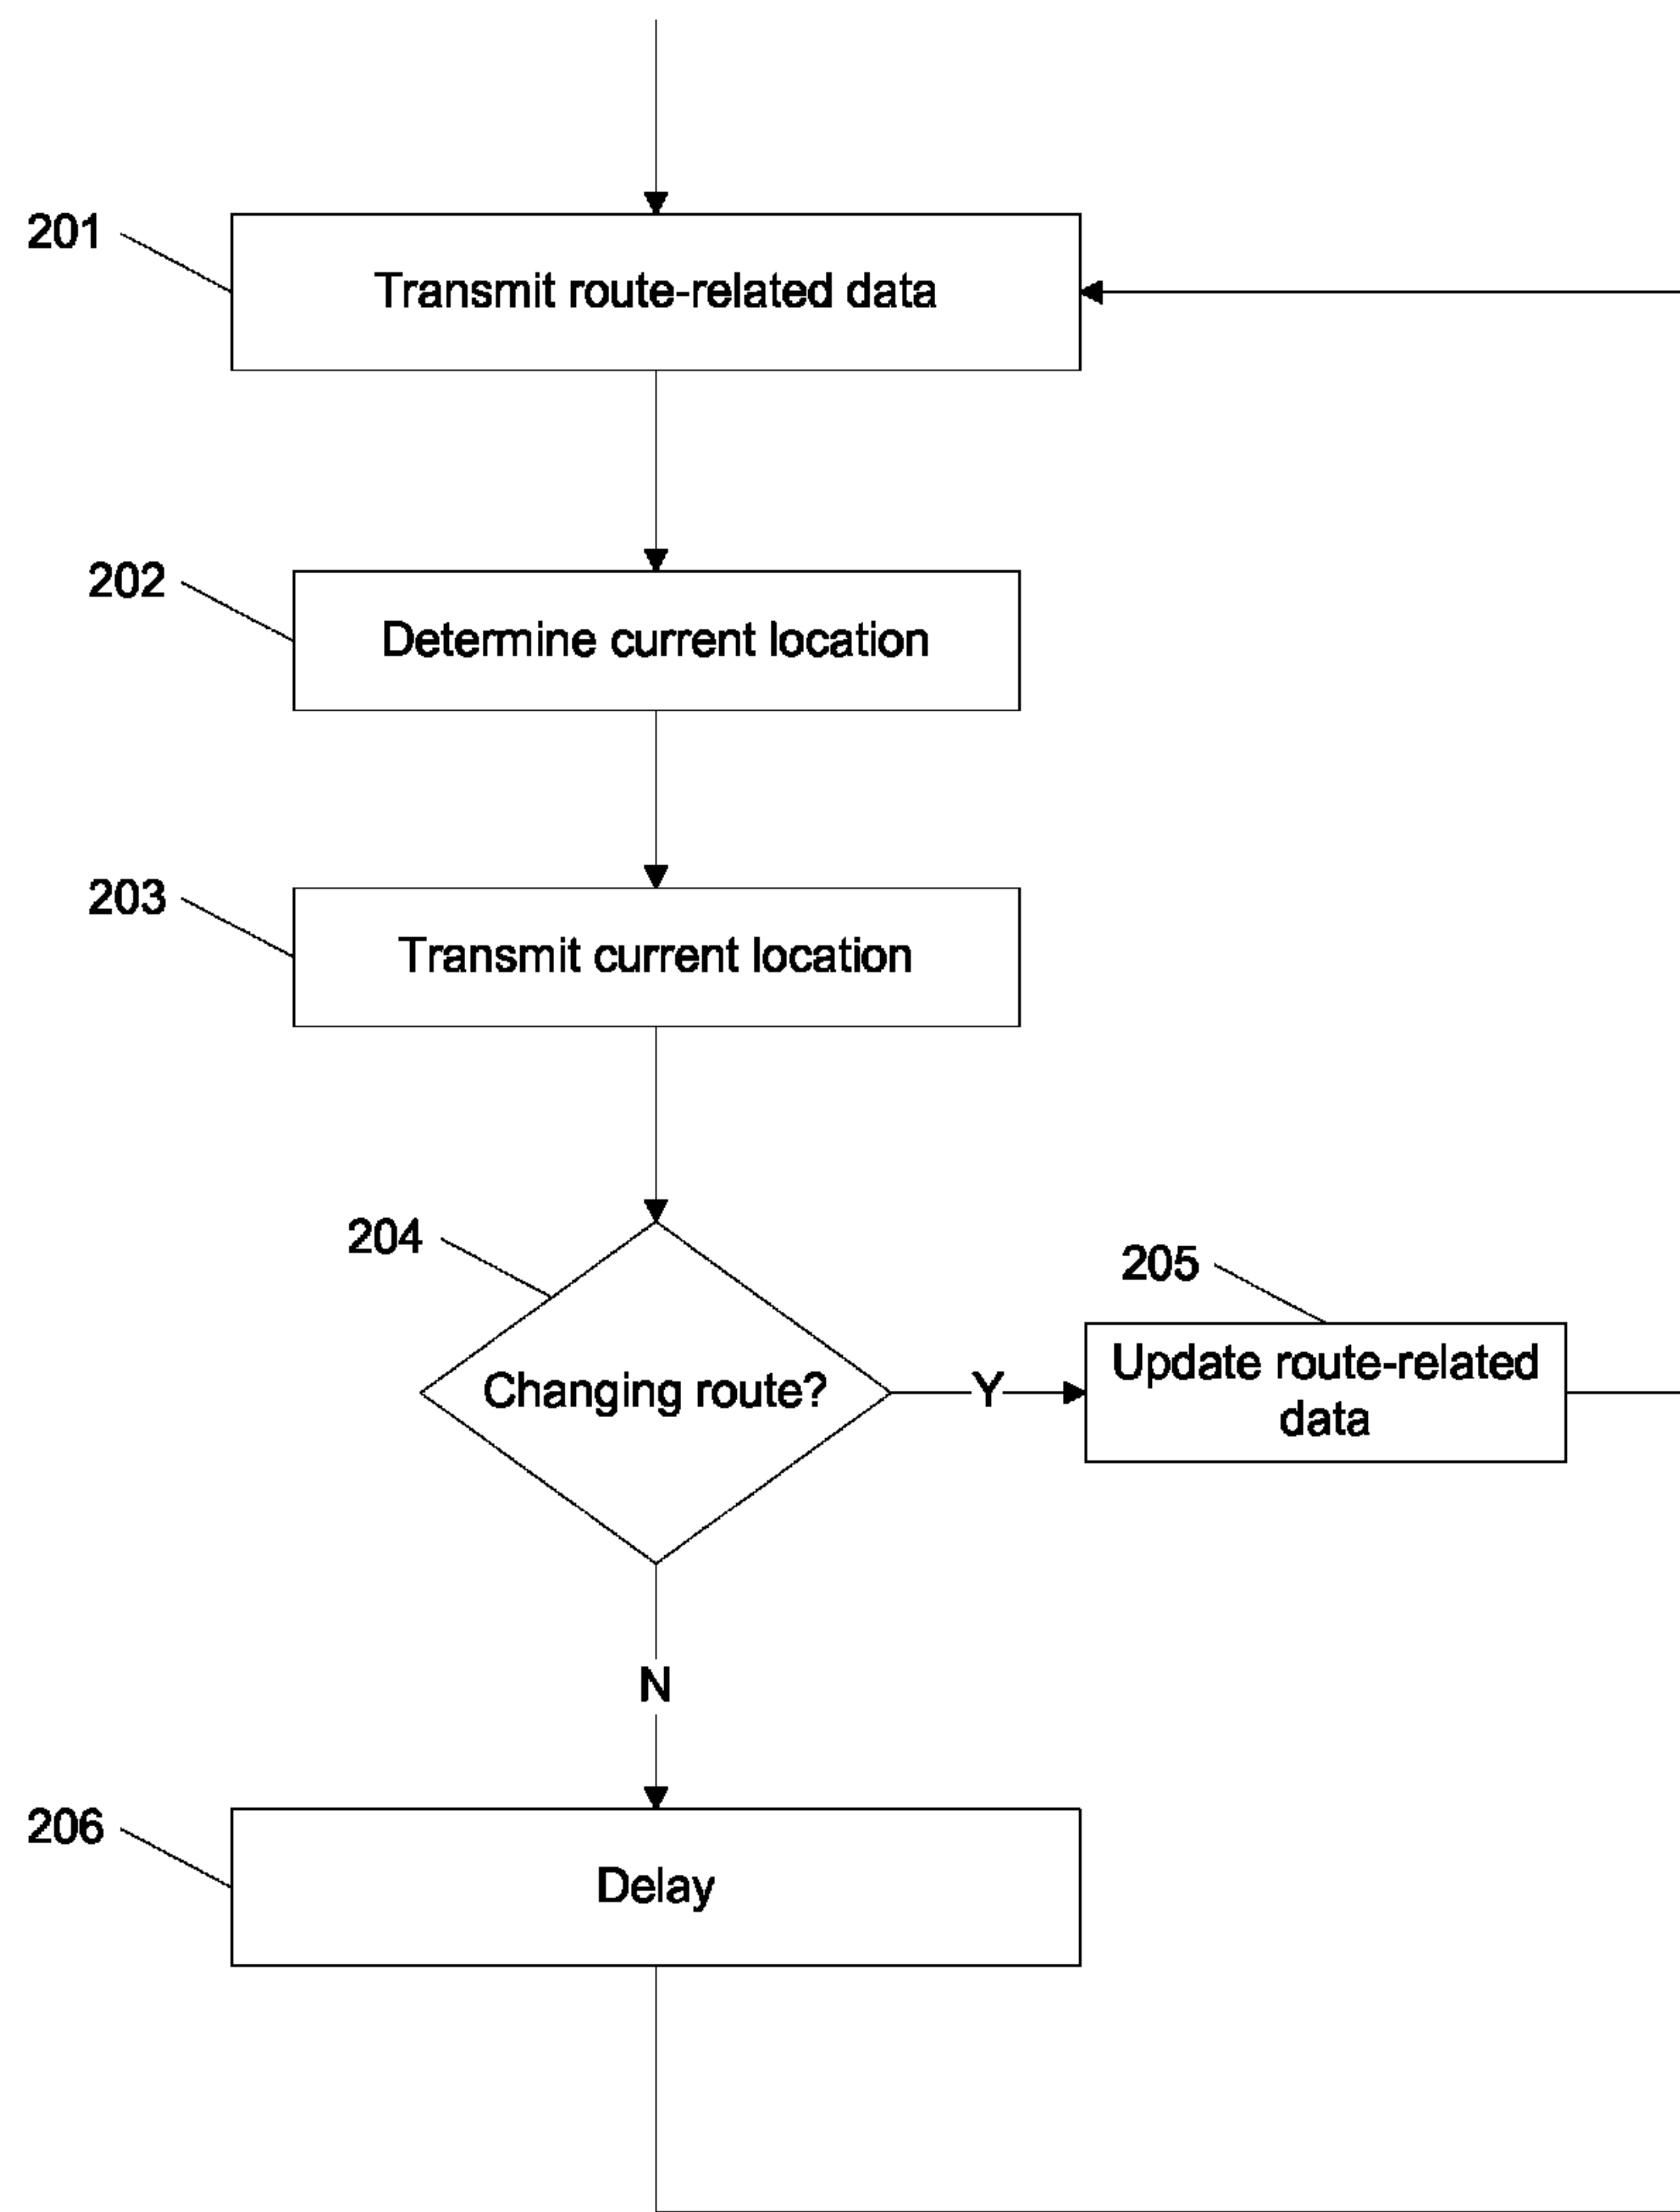 201
Transmit route-related data
202
Determine current location
203
Transmit current location
204
Changing route?
Y
205
Update route-related
data
N
206
Delay